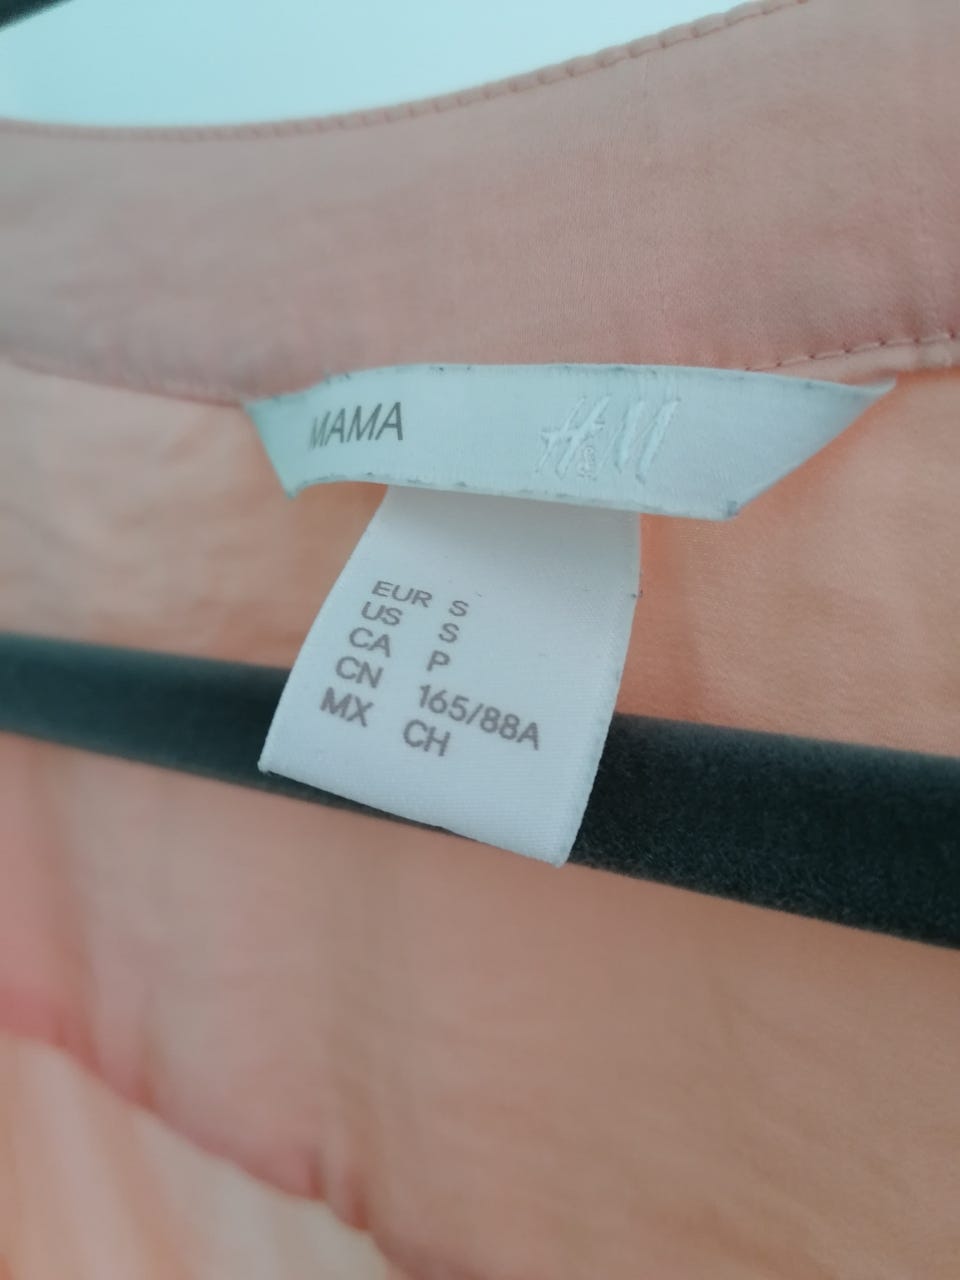 MAMA H&M
EUR S
US S
CA P
CN 165/88A
MX CH